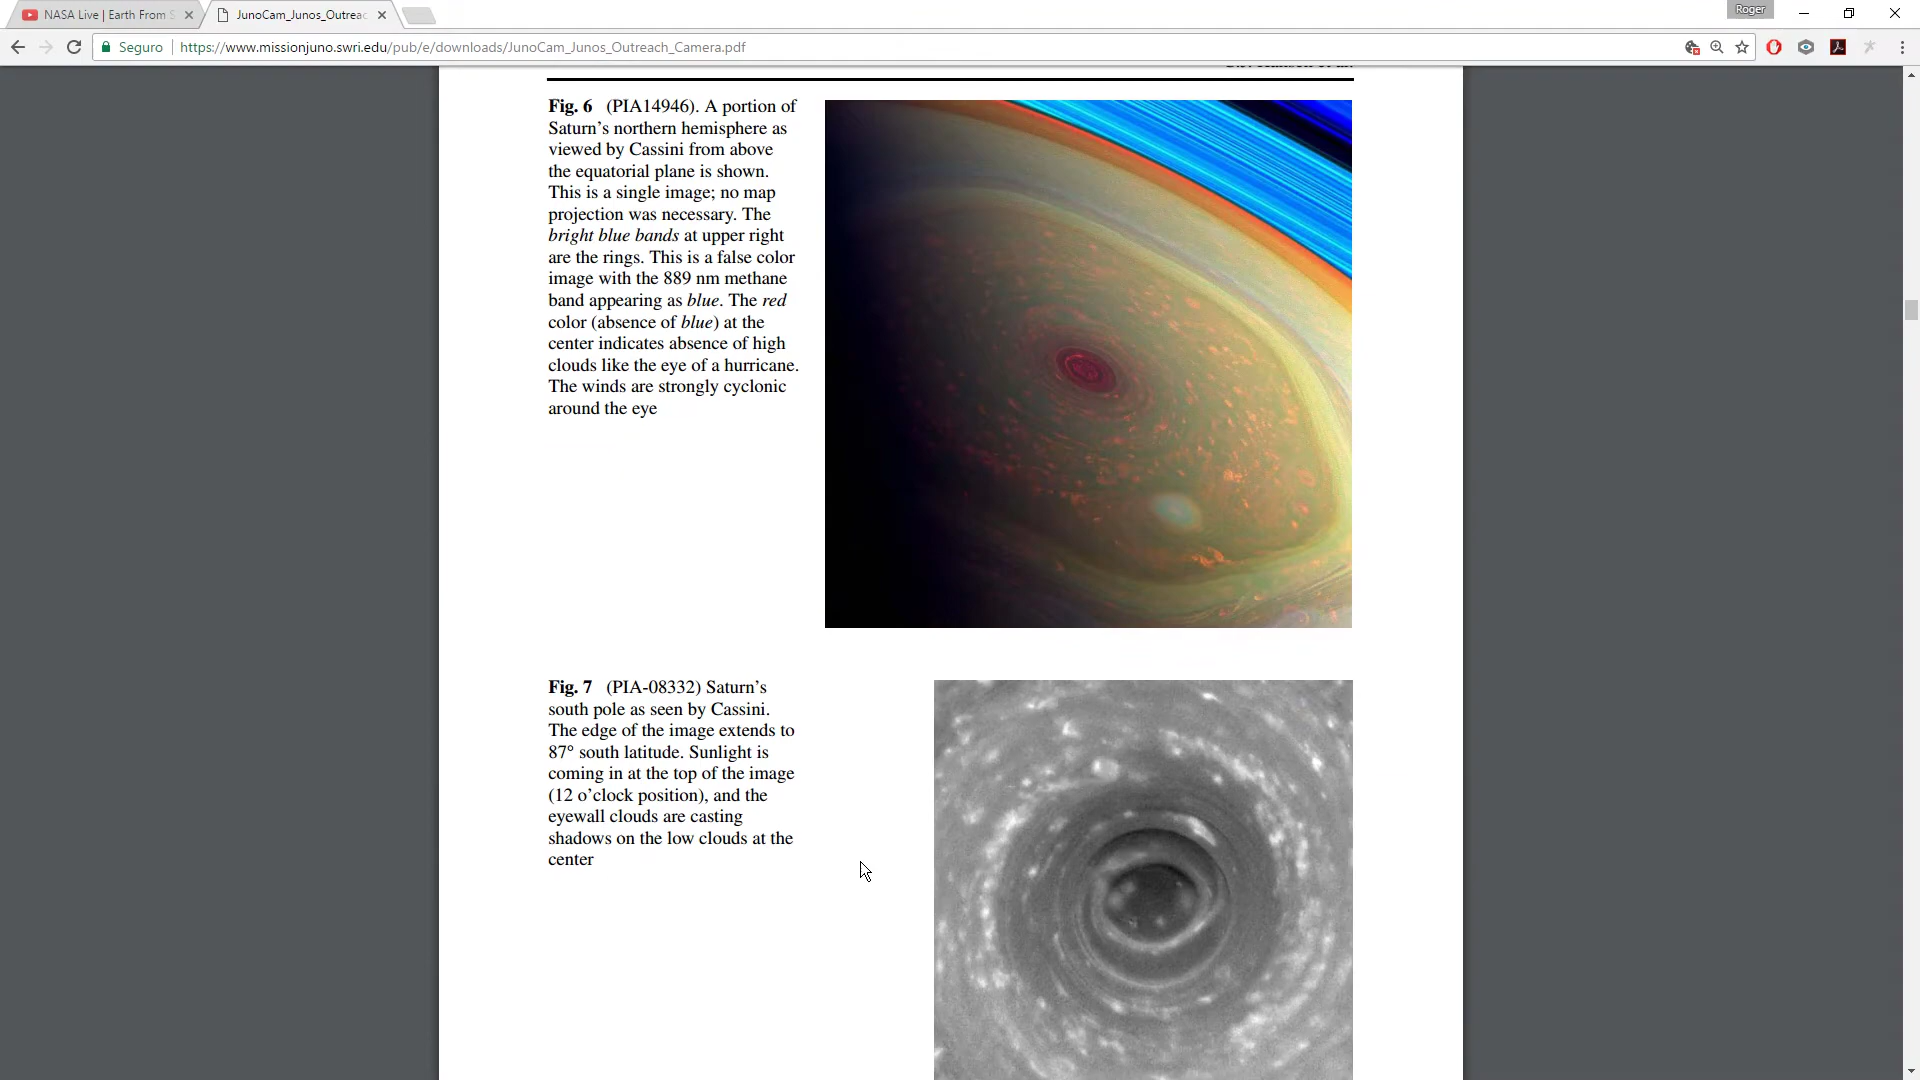 NASA Live | Earth From S
JunoCam_Junos_Outreac
Roger
Seguro
https://www.missionjuno.swri.edu/pub/e/downloads/JunoCam_Junos_Outreach_Camera.pdf
Fig. 6 (PIA14946). A portion of
Saturn’s northern hemisphere as
viewed by Cassini from above
the equatorial plane is shown.
This is a single image; no map
projection was necessary. The
bright blue bands at upper right
are the rings. This is a false color
image with the 889 nm methane
band appearing as blue. The red
color (absence of blue) at the
center indicates absence of high
clouds like the eye of a hurricane.
The winds are strongly cyclonic
around the eye
Fig. 7 (PIA-08332) Saturn’s
south pole as seen by Cassini.
The edge of the image extends to
87° south latitude. Sunlight is
coming in at the top of the image
(12 o’clock position), and the
eyewall clouds are casting
shadows on the low clouds at the
center